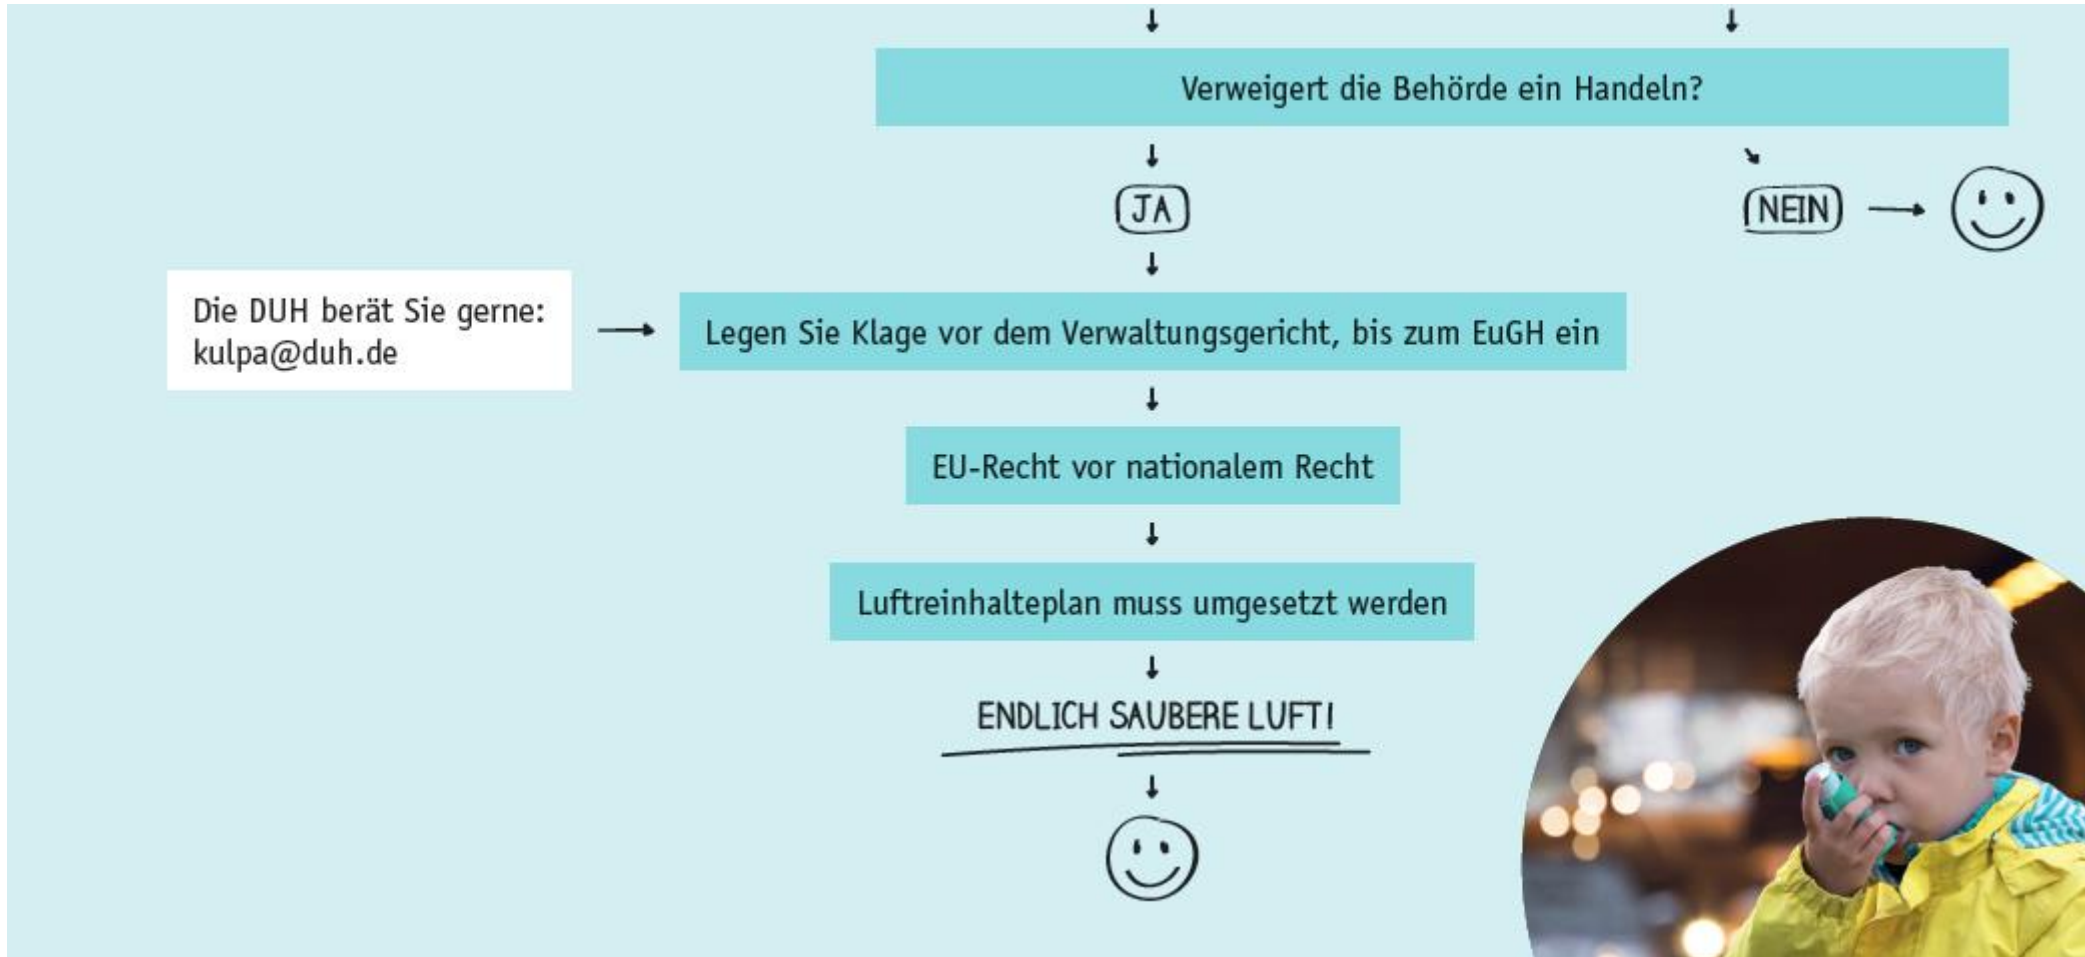 Verweigert die Behörde ein Handeln?
JA
NEIN
Die DUH berät Sie gerne:
kulpa@duh.de
Legen Sie Klage vor dem Verwaltungsgericht, bis zum EuGH ein
EU-Recht vor nationalem Recht
Luftreinhalteplan muss umgesetzt werden
ENDLICH SAUBERE LUFT!